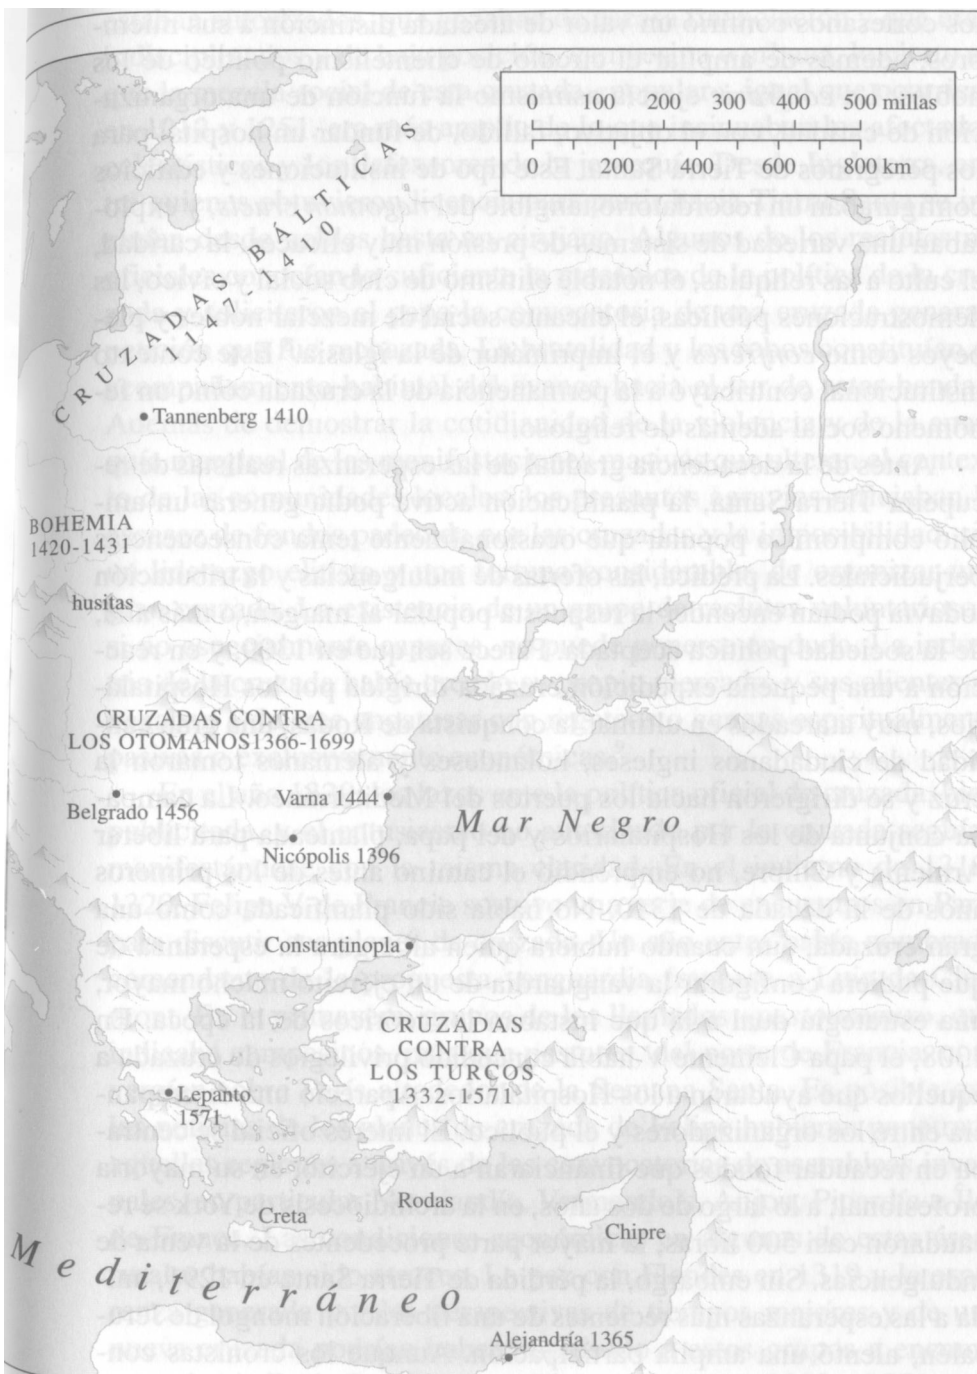 0 100 200 300 400 500 millas
0 200 400 600 800 km
CRUZADAS BÁLTICAS
1147-1410
Tannenberg 1410
BOHEMIA
1420-1431
husitas
CRUZADAS CONTRA
LOS OTOMANOS1366-1699
Belgrado 1456
Varna 1444
Mar Negro
Nicópolis 1396
Constantinopla
CRUZADAS
CONTRA
LOS TURCOS
1332-1571
Lepanto
1571
Rodas
Creta
Chipre
Mediterráneo
Alejandría 1365